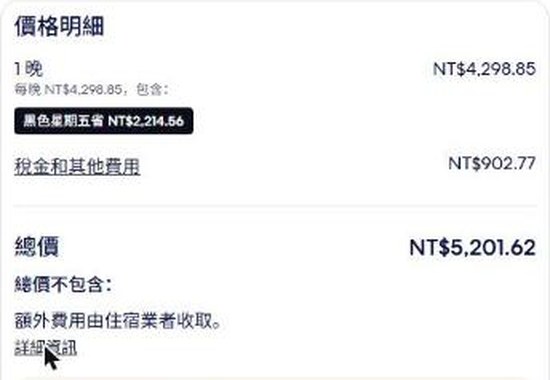 價格明細
1 晚 NT$4,298.85
每晚 NT$4,298.85，包含：
黑色星期五省 NT$2,214.56
稅金和其他費用 NT$902.77
總價 NT$5,201.62
總價不包含：
額外費用由住宿業者收取。
詳細資訊